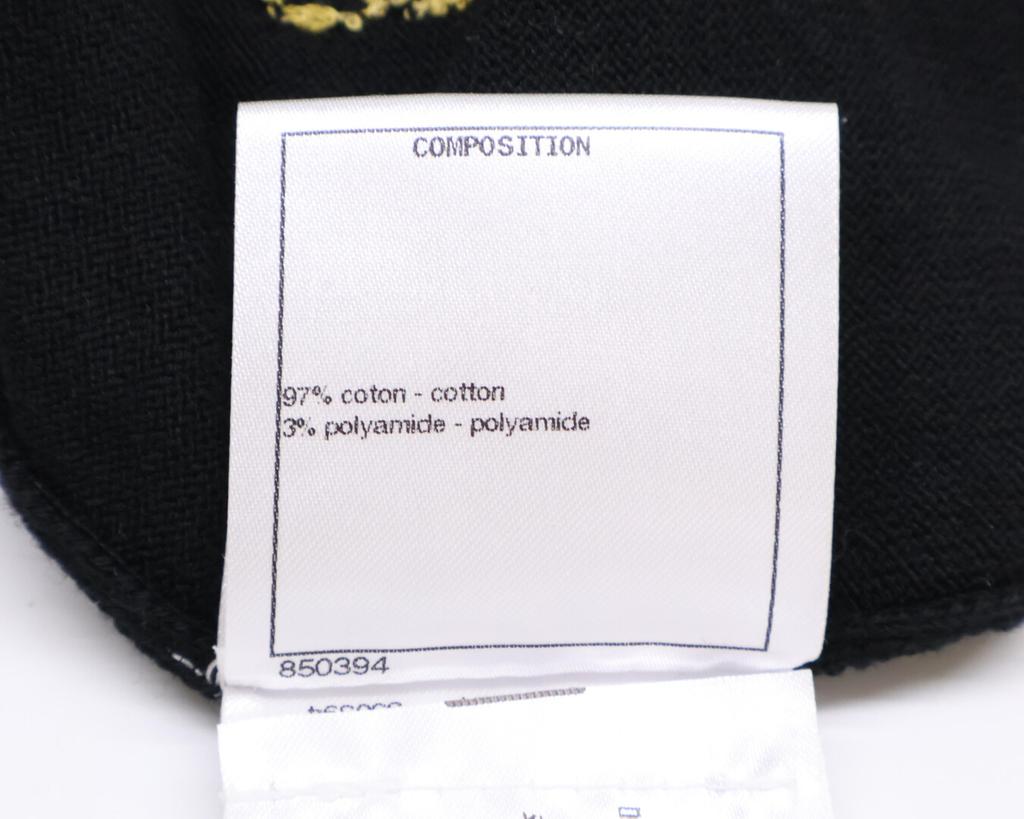 COMPOSITION
97% coton - cotton
3% polyamide - polyamide
850394